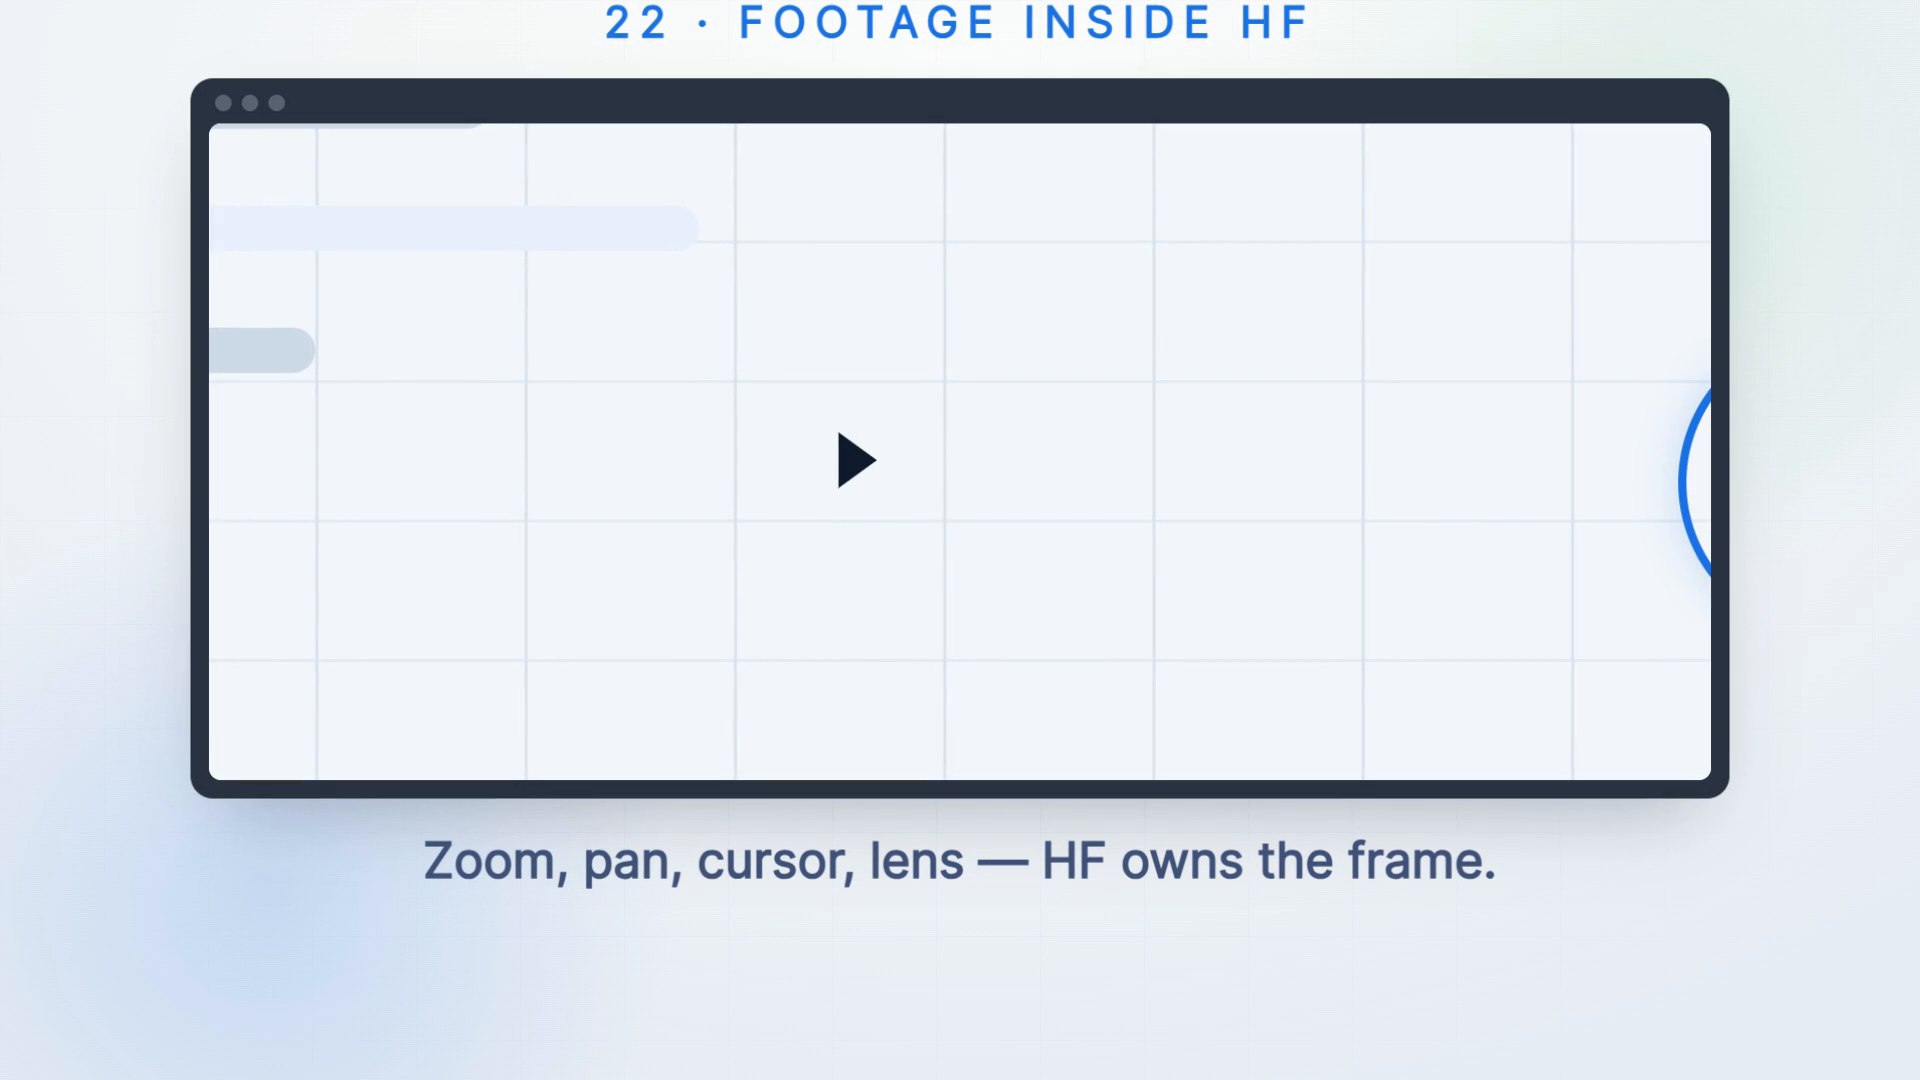 22 · FOOTAGE INSIDE HF
Zoom, pan, cursor, lens — HF owns the frame.